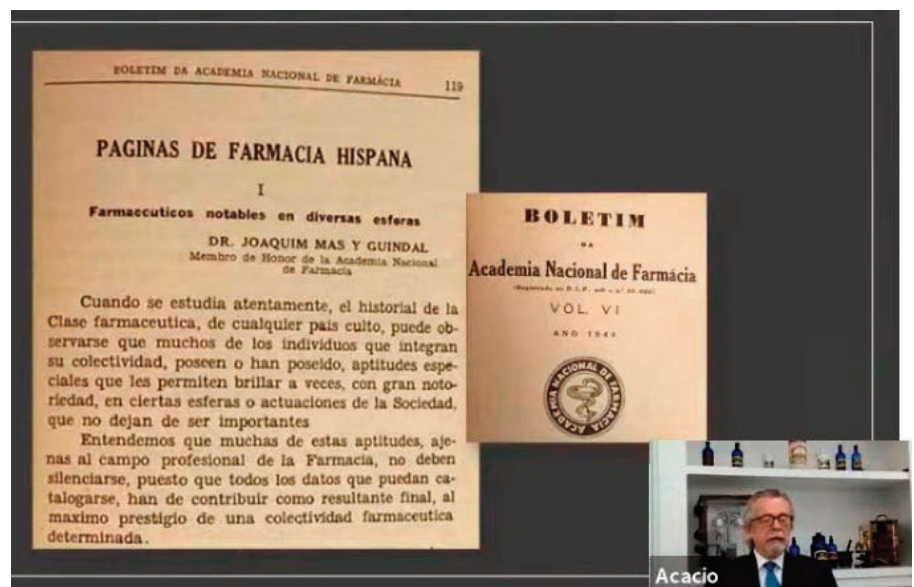 BOLETIM DA ACADEMIA NACIONAL DE FARMÁCIA 119
PAGINAS DE FARMACIA HISPANA
I
Farmaccuticos notables en diversas esferas
DR. JOAQUIM MAS Y GUINDAL
Membro de Honor de la Academia Nacional
de Farmacia
Cuando se estudia atentamente, el historial de la
Clase farmaceutica, de cualquier pais culto, puede ob-
servarse que muchos de los individuos que integran
su colectividad, poseen o han poseido, aptitudes espe-
ciales que les permiten brillar a veces, con gran noto-
riedad, en ciertas esferas o actuaciones de la Sociedad,
que no dejan de ser importantes
Entendemos que muchas de estas aptitudes, aje-
nas al campo profesional de la Farmacia, no deben
silenciarse, puesto que todos los datos que puedan ca-
talogarse, han de contribuir como resultante final, al
maximo prestigio de una colectividad farmaceutica
determinada.
BOLETIM
DA
Academia Nacional de Farmácia
VOL. VI
ANO 1944
ACADEMIA NACIONAL DE FARMACIA
Acacio